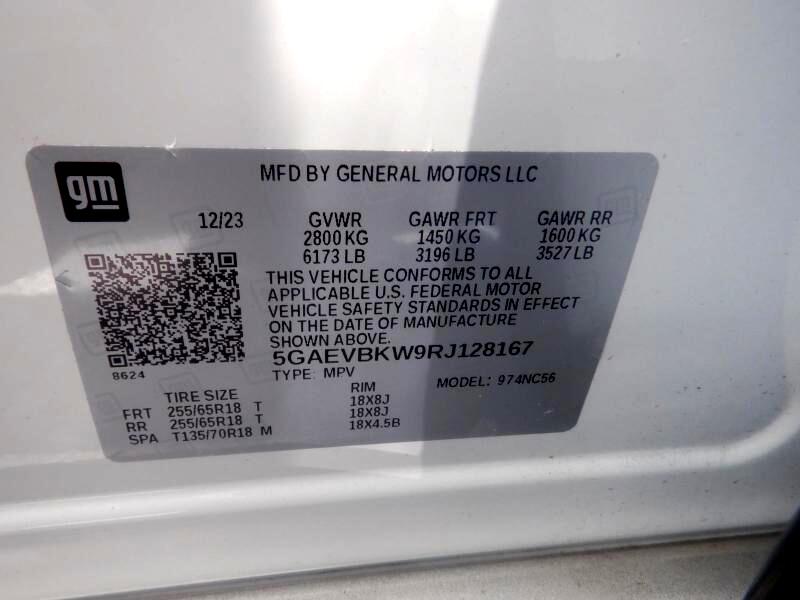 gm
MFD BY GENERAL MOTORS LLC
12/23 GVWR GAWR FRT GAWR RR
2800 KG 1450 KG 1600 KG
6173 LB 3196 LB 3527 LB
THIS VEHICLE CONFORMS TO ALL
APPLICABLE U.S. FEDERAL MOTOR
VEHICLE SAFETY STANDARDS IN EFFECT
ON THE DATE OF MANUFACTURE
SHOWN ABOVE.
5GAEVBKW9RJ128167
8624 TYPE: MPV MODEL: 974NC56
TIRE SIZE RIM
FRT 255/65R18 T 18X8J
RR 255/65R18 T 18X8J
SPA T135/70R18 M 18X4.5B